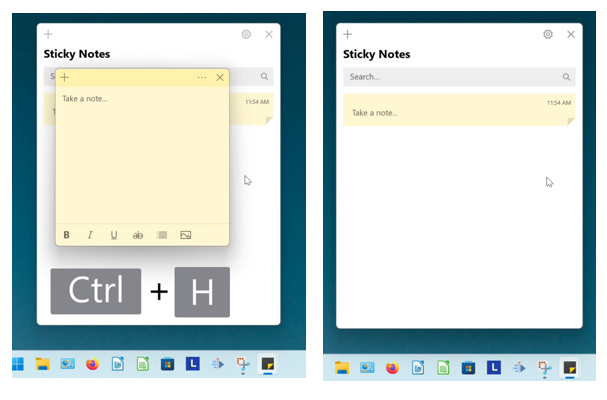 Sticky Notes
S
Take a note...
11:54 AM
T
B I U ab
Ctrl + H
L
Sticky Notes
Search...
11:54 AM
Take a note...
L